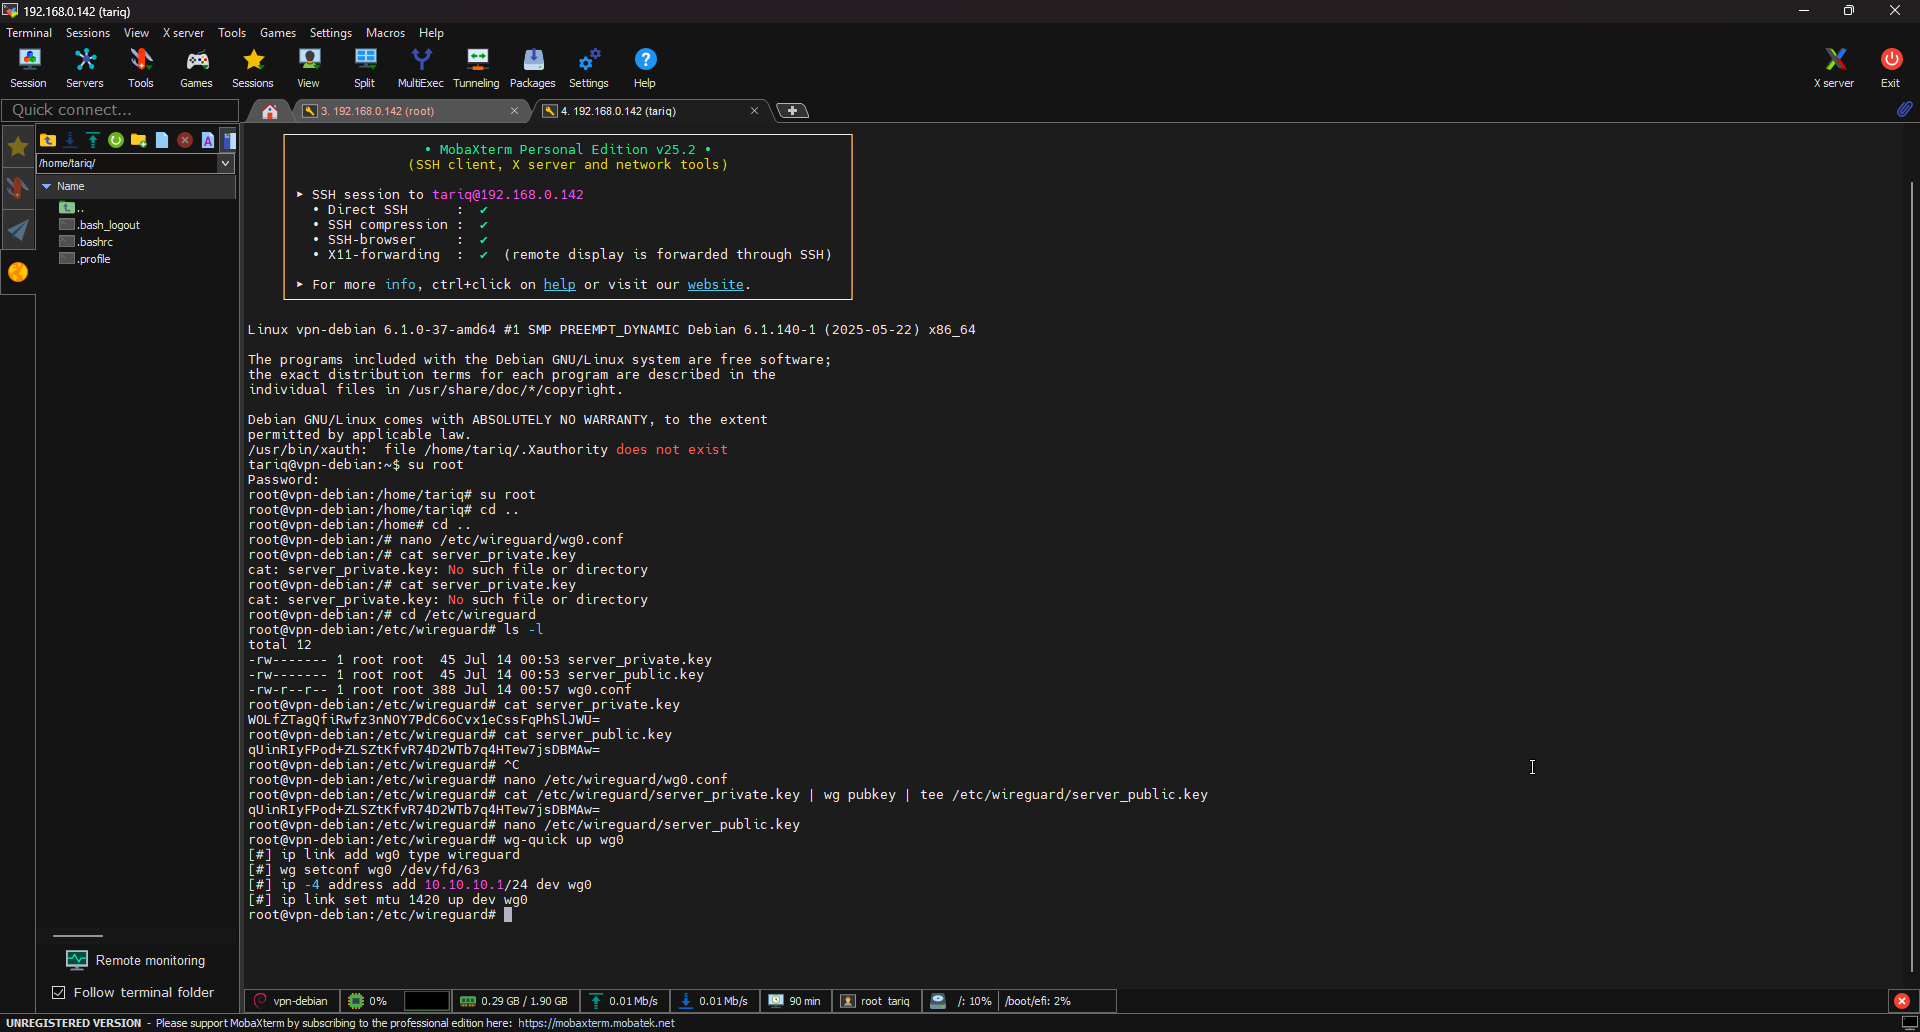 192.168.0.142 (tariq)
Terminal Sessions View X server Tools Games Settings Macros Help
Session Servers Tools Games Sessions View Split MultiExec Tunneling Packages Settings Help X server Exit
Quick connect...
3. 192.168.0.142 (root)
4. 192.168.0.142 (tariq)
/home/tariq/
Name
..
.bash_logout
.bashrc
.profile
• MobaXterm Personal Edition v25.2 •
(SSH client, X server and network tools)
➤ SSH session to tariq@192.168.0.142
• Direct SSH : ✔
• SSH compression : ✔
• SSH-browser : ✔
• X11-forwarding : ✔ (remote display is forwarded through SSH)
➤ For more info, ctrl+click on help or visit our website.
Linux vpn-debian 6.1.0-37-amd64 #1 SMP PREEMPT_DYNAMIC Debian 6.1.140-1 (2025-05-22) x86_64
The programs included with the Debian GNU/Linux system are free software;
the exact distribution terms for each program are described in the
individual files in /usr/share/doc/*/copyright.
Debian GNU/Linux comes with ABSOLUTELY NO WARRANTY, to the extent
permitted by applicable law.
/usr/bin/xauth: file /home/tariq/.Xauthority does not exist
tariq@vpn-debian:~$ su root
Password:
root@vpn-debian:/home/tariq# su root
root@vpn-debian:/home/tariq# cd ..
root@vpn-debian:/home# cd ..
root@vpn-debian:/# nano /etc/wireguard/wg0.conf
root@vpn-debian:/# cat server_private.key
cat: server_private.key: No such file or directory
root@vpn-debian:/# cat server_private.key
cat: server_private.key: No such file or directory
root@vpn-debian:/# cd /etc/wireguard
root@vpn-debian:/etc/wireguard# ls -l
total 12
-rw------- 1 root root 45 Jul 14 00:53 server_private.key
-rw------- 1 root root 45 Jul 14 00:53 server_public.key
-rw-r--r-- 1 root root 388 Jul 14 00:57 wg0.conf
root@vpn-debian:/etc/wireguard# cat server_private.key
WOLfZTagQfiRwfz3nNOY7PdC6oCvx1eCssFqPhSlJWU=
root@vpn-debian:/etc/wireguard# cat server_public.key
qUinRIyFPod+ZLSZtKfvR74D2WTb7q4HTew7jsDBMAw=
root@vpn-debian:/etc/wireguard# ^C
root@vpn-debian:/etc/wireguard# nano /etc/wireguard/wg0.conf
root@vpn-debian:/etc/wireguard# cat /etc/wireguard/server_private.key | wg pubkey | tee /etc/wireguard/server_public.key
qUinRIyFPod+ZLSZtKfvR74D2WTb7q4HTew7jsDBMAw=
root@vpn-debian:/etc/wireguard# nano /etc/wireguard/server_public.key
root@vpn-debian:/etc/wireguard# wg-quick up wg0
[#] ip link add wg0 type wireguard
[#] wg setconf wg0 /dev/fd/63
[#] ip -4 address add 10.10.10.1/24 dev wg0
[#] ip link set mtu 1420 up dev wg0
root@vpn-debian:/etc/wireguard#
Remote monitoring
Follow terminal folder
vpn-debian 0% 0.29 GB / 1.90 GB 0.01 Mb/s 0.01 Mb/s 90 min root tariq /: 10% /boot/efi: 2%
UNREGISTERED VERSION - Please support MobaXterm by subscribing to the professional edition here: https://mobaxterm.mobatek.net